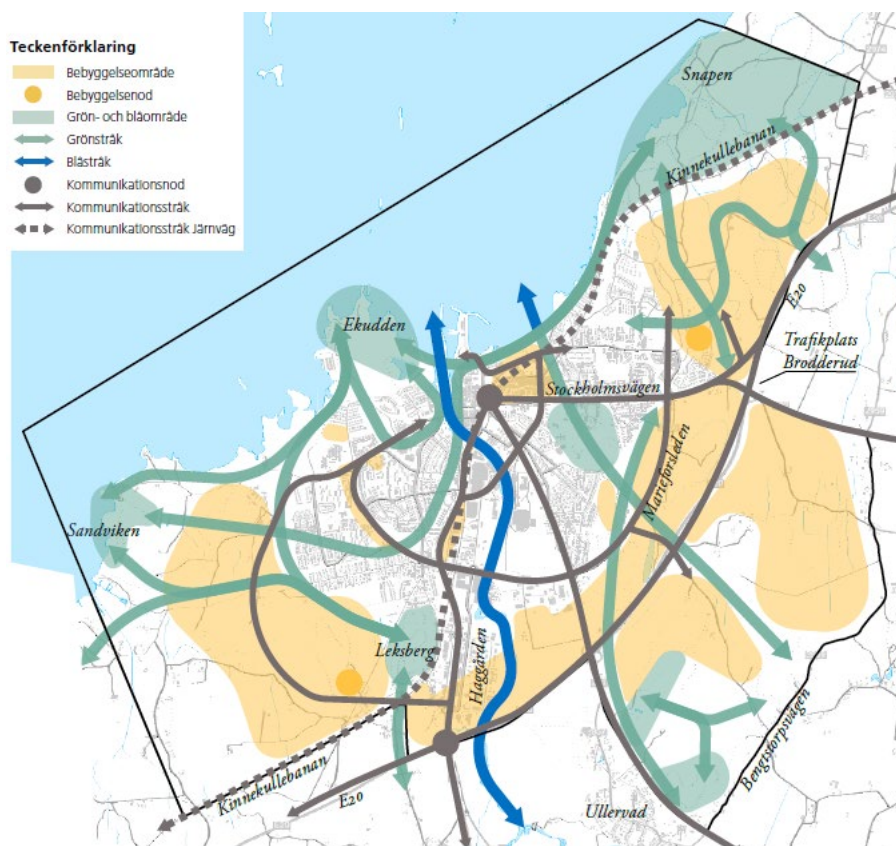 Teckenförklaring
Bebyggelseområde
Bebyggelsenod
Grön- och blåområde
Grönstråk
Blåstråk
Kommunikationsnod
Kommunikationsstråk
Kommunikationsstråk Järnväg
Snapen
Kinnekullebanan
E20
Ekudden
Trafikplats
Brodderud
Stockholmsvägen
Marieforsleden
Sandviken
Leksberg
Haggården
Bengtstorpsvägen
Kinnekullebanan
E20
Ullervad